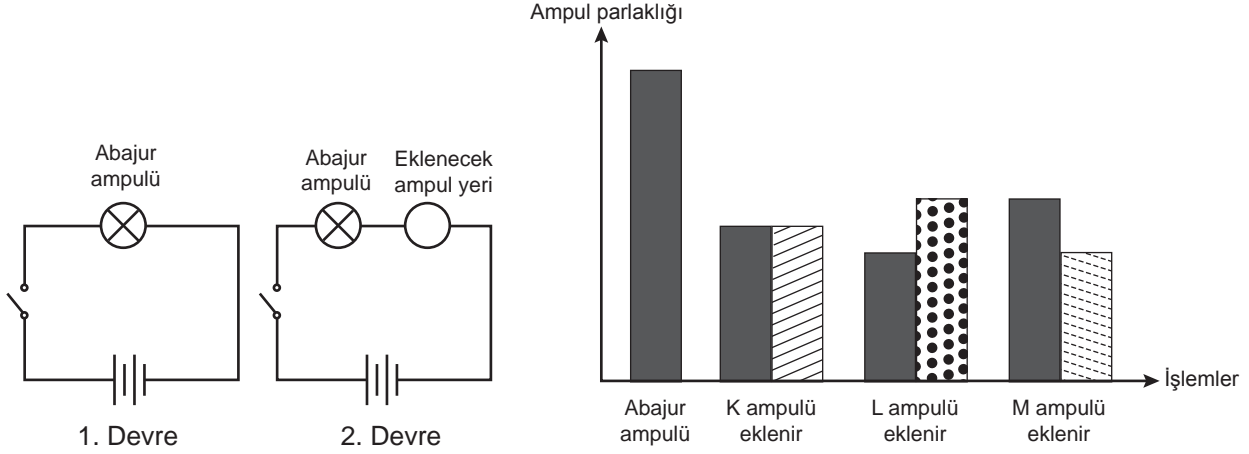 Ampul parlaklığı
Abajur
ampulü
Abajur
ampulü
Eklenecek
ampul yeri
1. Devre
2. Devre
İşlemler
Abajur
ampulü
K ampulü
eklenir
L ampulü
eklenir
M ampulü
eklenir